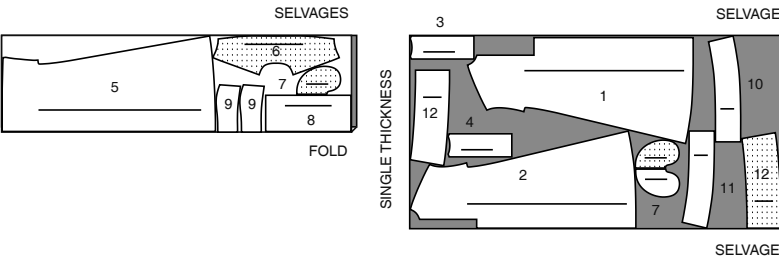 SELVAGES
6
5
7
9 9
8
FOLD
SELVAGE
3
SINGLE THICKNESS
10
1
12
4
2
12
11
7
SELVAGE